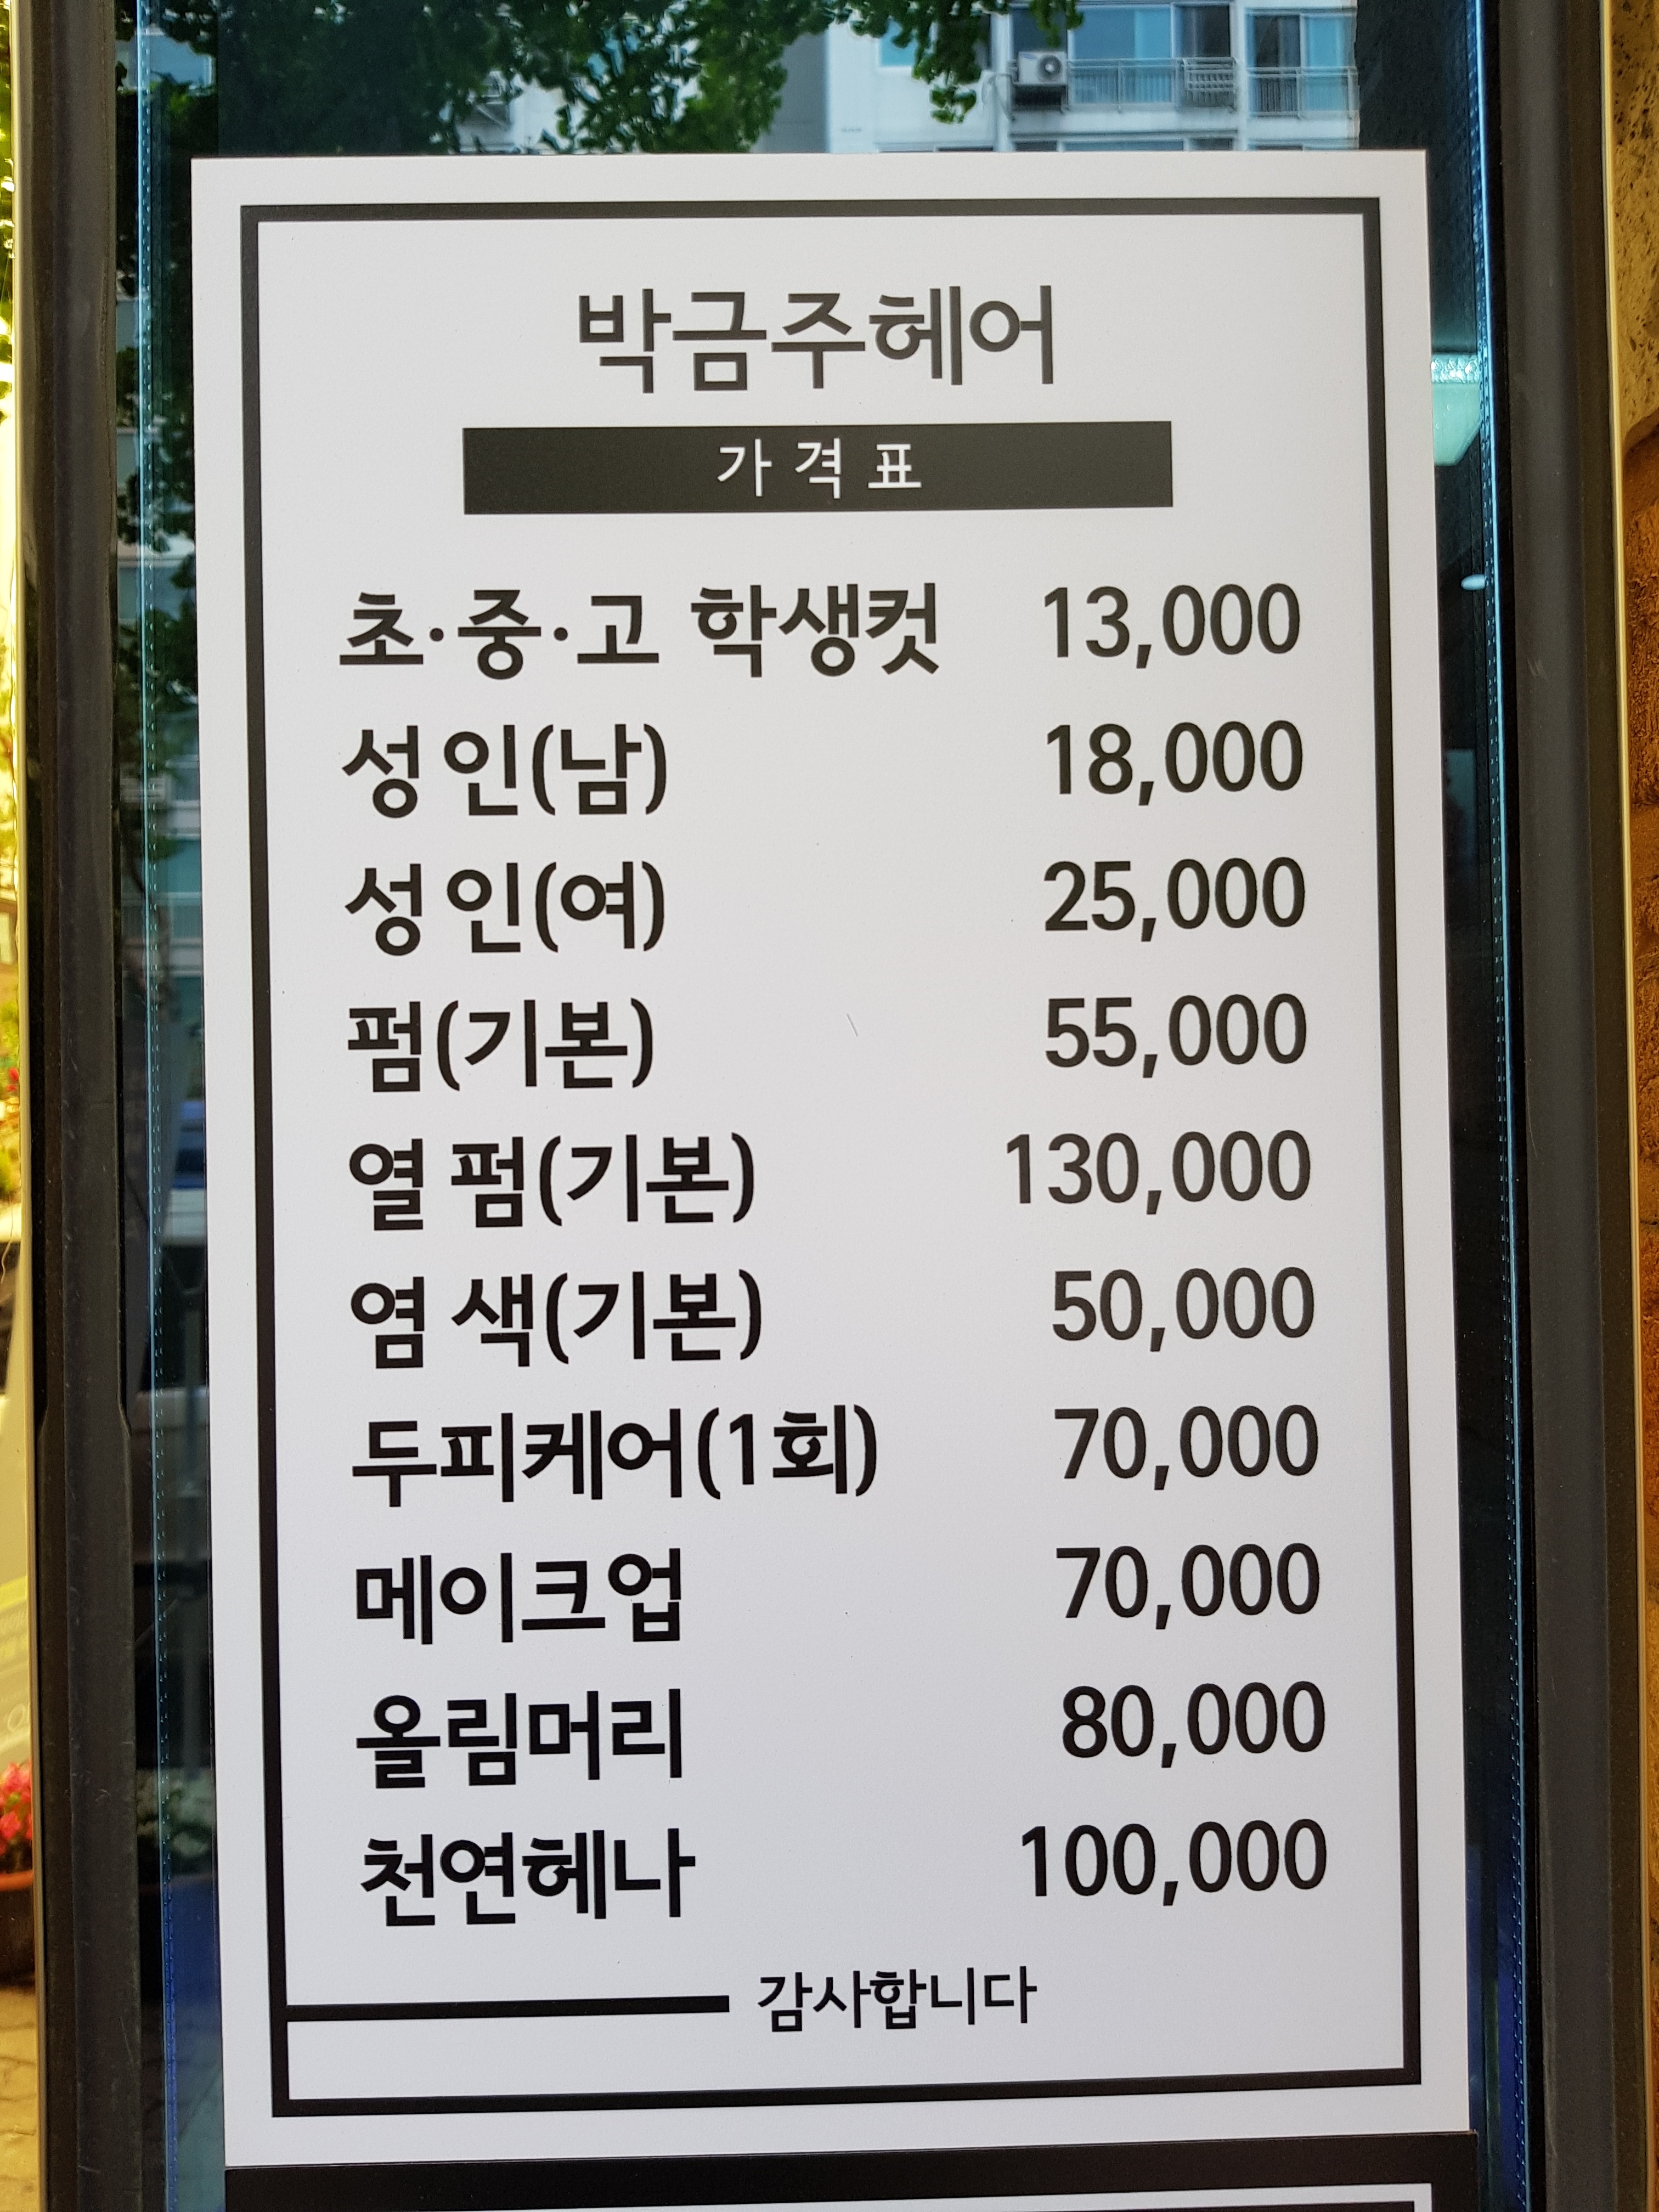 박금주헤어
가격표
초·중·고 학생컷 13,000
성인(남) 18,000
성인(여) 25,000
펌(기본) 55,000
열 펌(기본) 130,000
염 색(기본) 50,000
두피케어(1회) 70,000
메이크업 70,000
올림머리 80,000
천연헤나 100,000
감사합니다